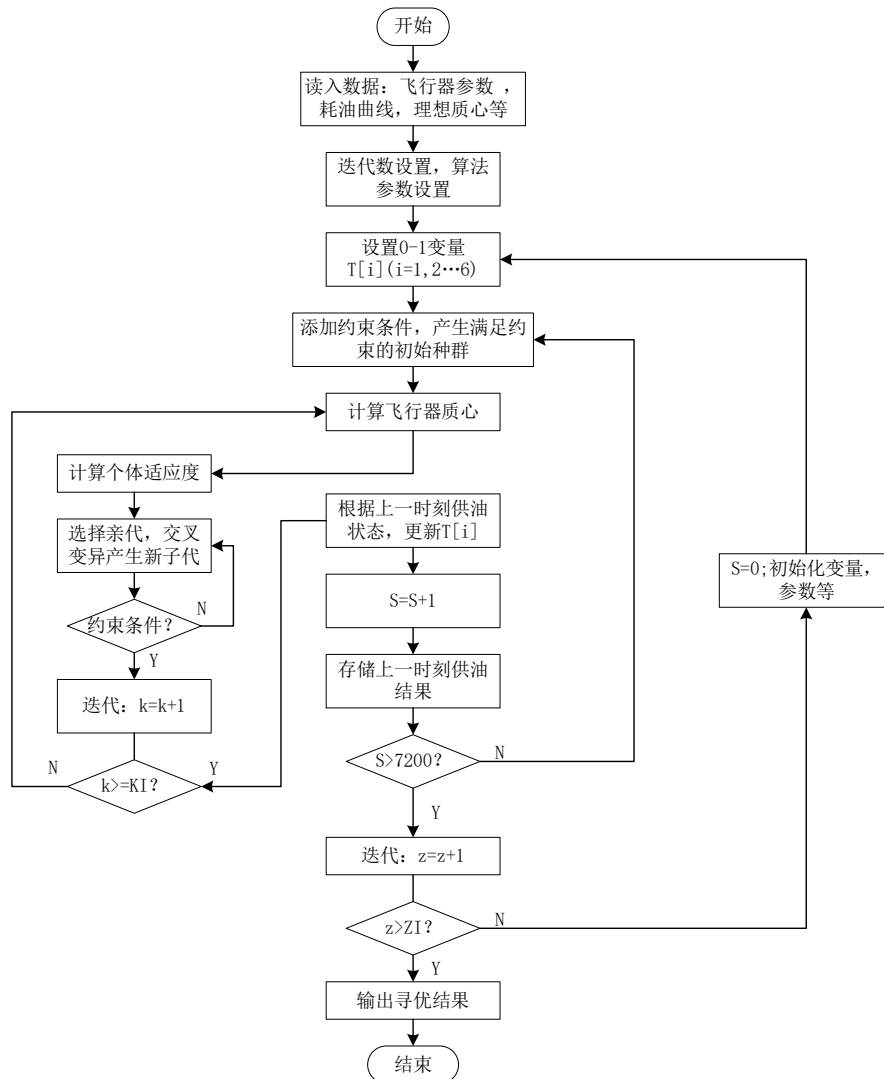 开始
读入数据：飞行器参数 ，
耗油曲线，理想质心等
迭代数设置，算法
参数设置
设置0-1变量
T[i](i=1,2…6)
添加约束条件，产生满足约
束的初始种群
计算飞行器质心
计算个体适应度
选择亲代，交叉
变异产生新子代
约束条件？
N
Y
迭代：k=k+1
k>=KI？
N
Y
根据上一时刻供油
状态，更新T[i]
S=S+1
存储上一时刻供油
结果
S>7200？
N
Y
迭代：z=z+1
z>ZI？
N
Y
S=0;初始化变量，
参数等
输出寻优结果
结束